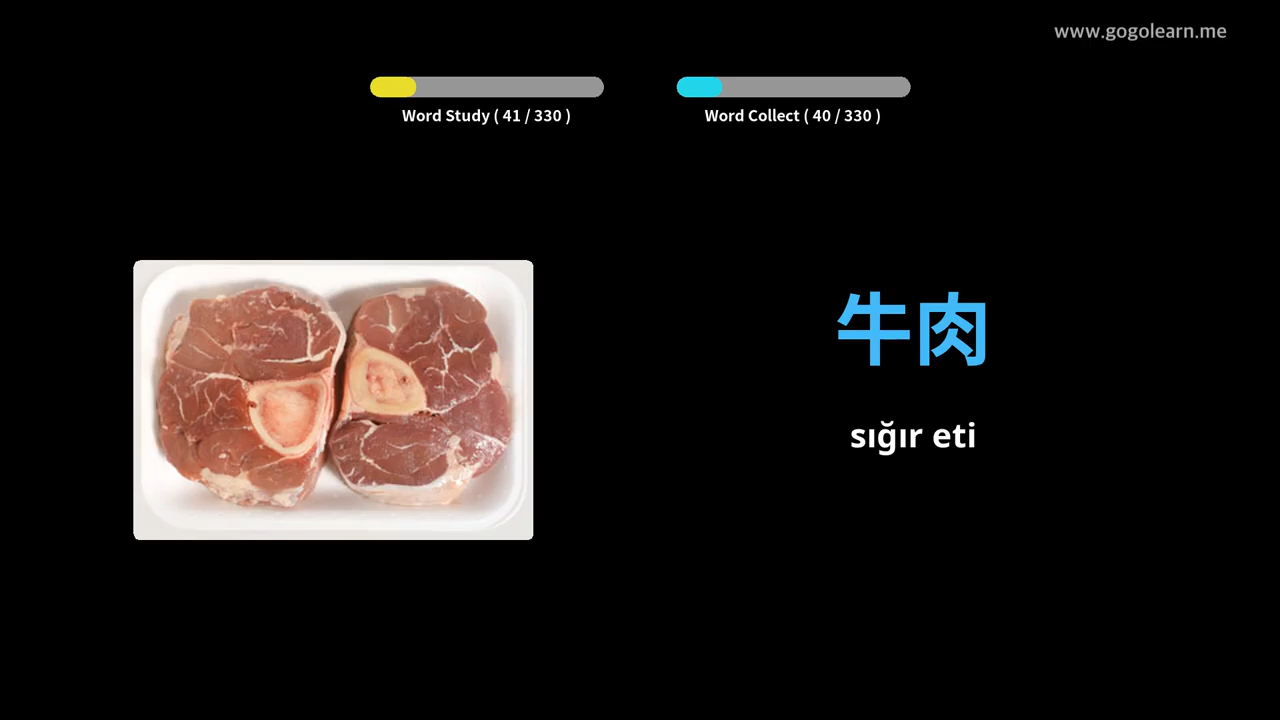 www.gogolearn.me
Word Study ( 41 / 330 )
Word Collect ( 40 / 330 )
牛肉
sığır eti